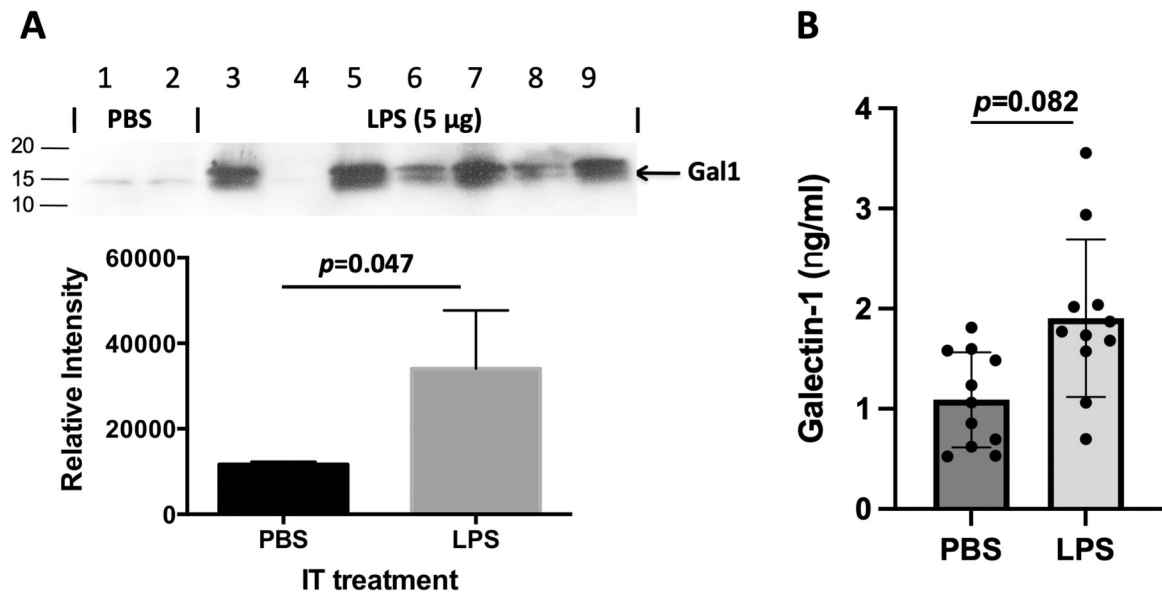 A
1 2 3 4 5 6 7 8 9
| PBS | LPS (5 µg) |
20
15
10
Gal1
p=0.047
60000
40000
20000
0
Relative Intensity
PBS LPS
IT treatment
B
p=0.082
4
3
2
1
0
Galectin-1 (ng/ml)
PBS LPS